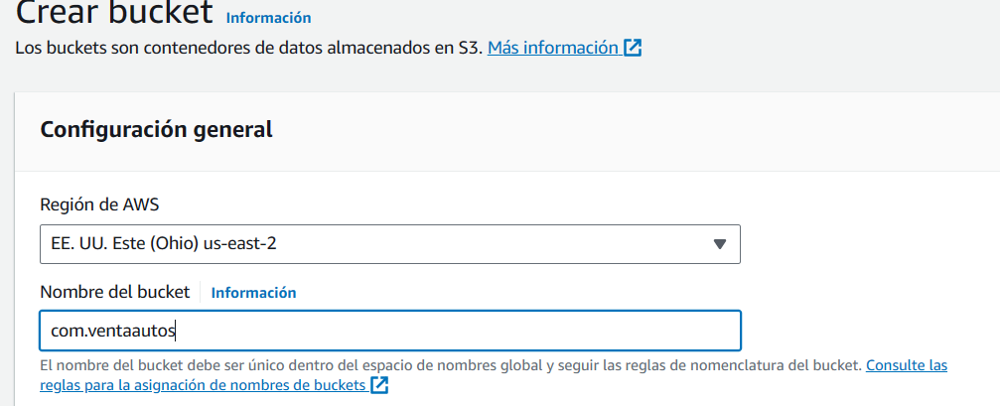 Crear bucket Información
Los buckets son contenedores de datos almacenados en S3. Más información
Configuración general
Región de AWS
EE. UU. Este (Ohio) us-east-2
Nombre del bucket Información
com.ventaautos
El nombre del bucket debe ser único dentro del espacio de nombres global y seguir las reglas de nomenclatura del bucket. Consulte las
reglas para la asignación de nombres de buckets